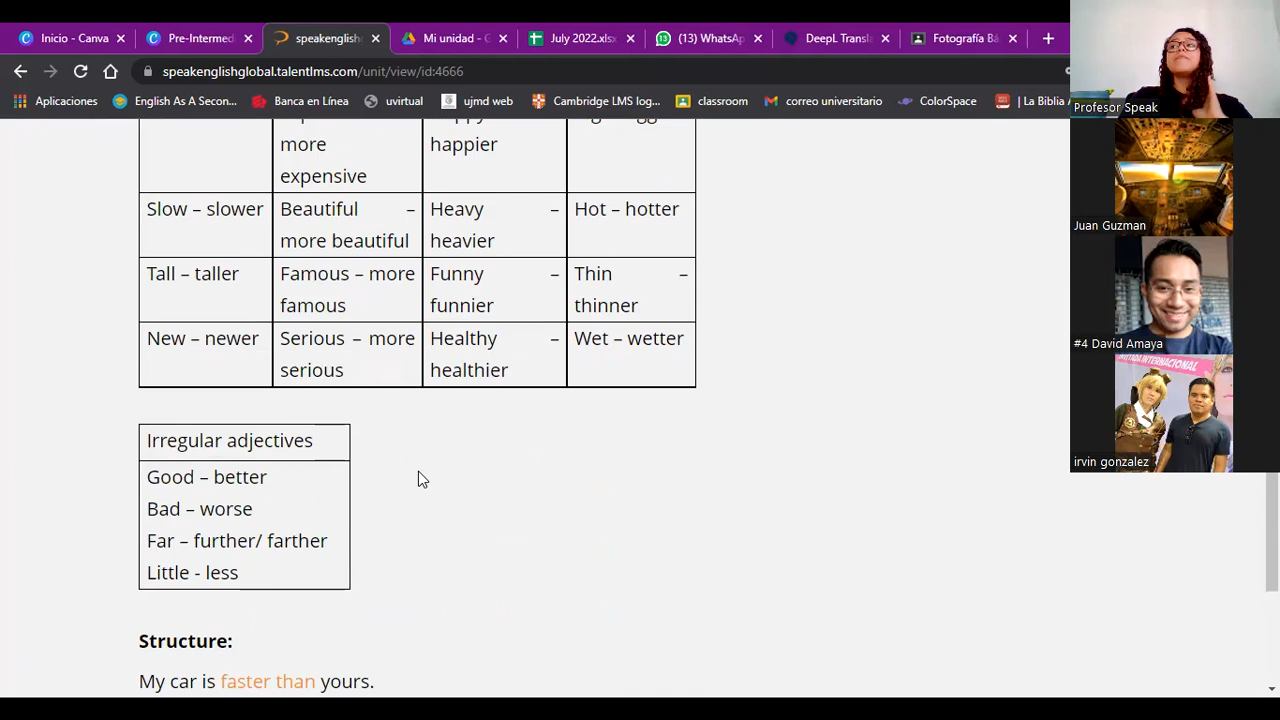 Inicio - Canva
Pre-Intermed
speakenglish
Mi unidad - G
July 2022.xlsx
(13) WhatsAp
DeepL Transla
Fotografía Bá
speakenglishglobal.talentlms.com/unit/view/id:4666
Aplicaciones
English As A Secon...
Banca en Línea
uvirtual
ujmd web
Cambridge LMS log...
classroom
correo universitario
ColorSpace
| La Biblia A
more
expensive
happier
Slow – slower
Beautiful –
more beautiful
Heavy –
heavier
Hot – hotter
Tall – taller
Famous – more
famous
Funny –
funnier
Thin –
thinner
New – newer
Serious – more
serious
Healthy –
healthier
Wet – wetter
Irregular adjectives
Good – better
Bad – worse
Far – further/ farther
Little - less
Structure:
My car is faster than yours.
Profesor Speak
Juan Guzman
#4 David Amaya
INVITADA INTERNACIONAL
irvin gonzalez